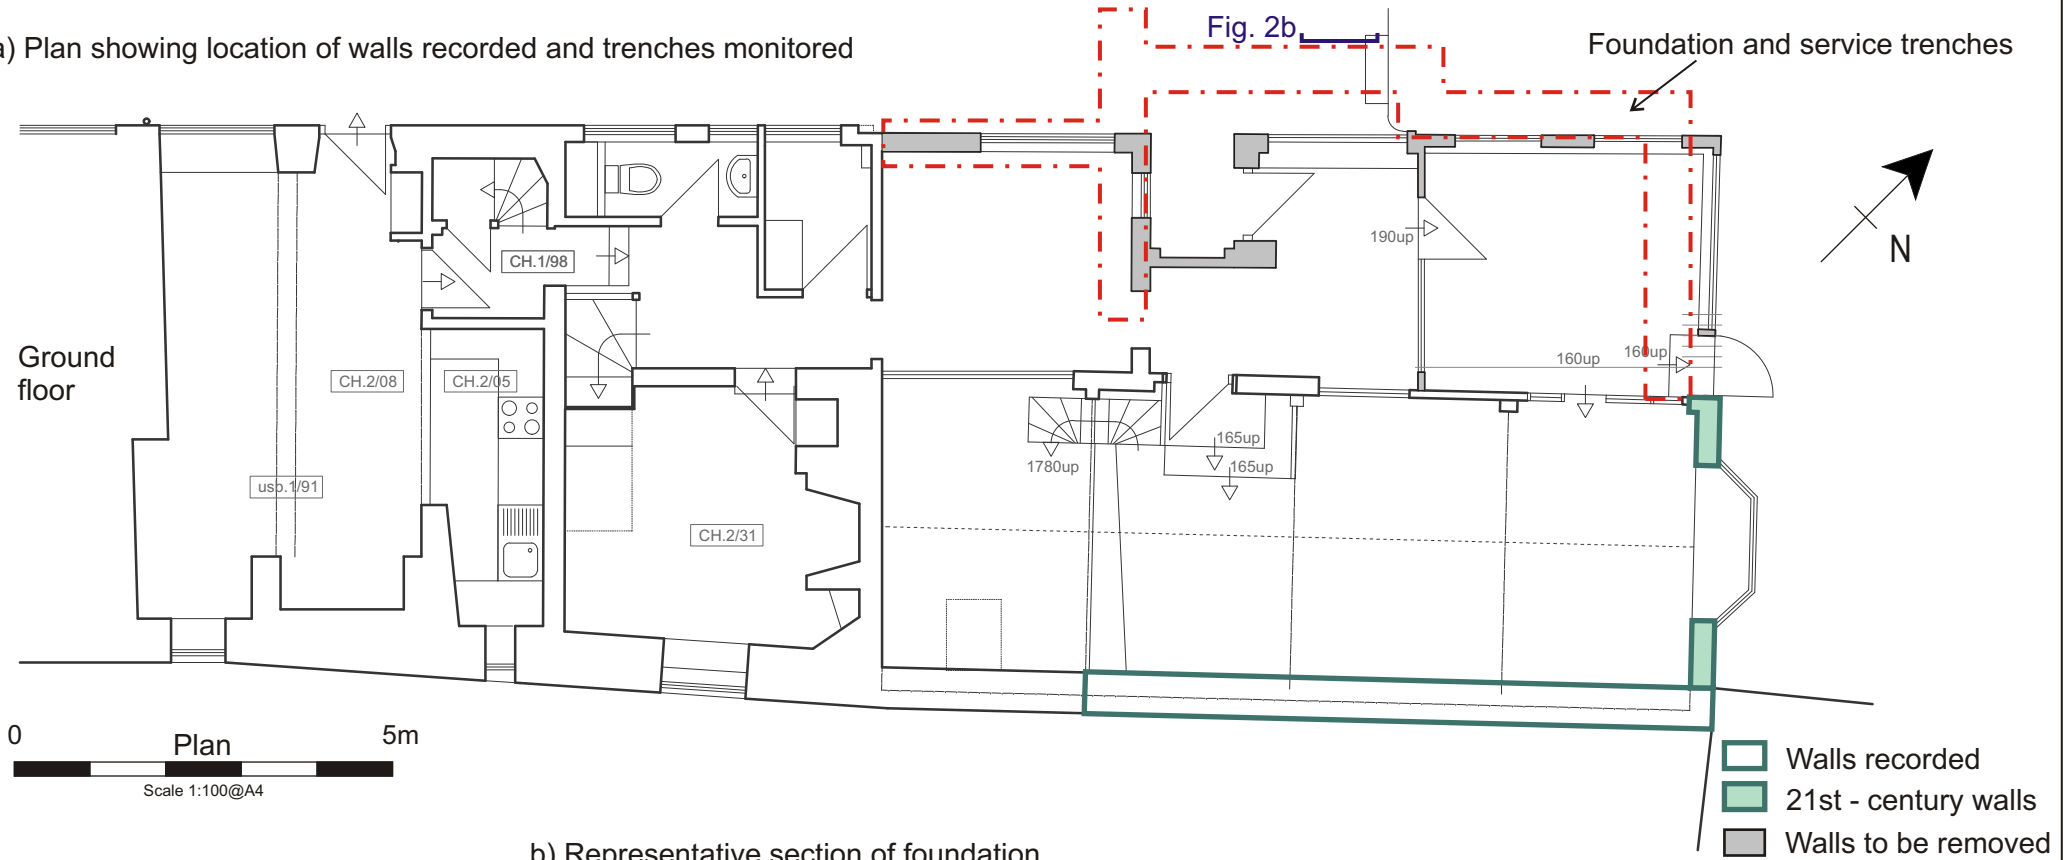 a) Plan showing location of walls recorded and trenches monitored
Fig. 2b
Foundation and service trenches
N
190up
CH.1/98
Ground
floor
CH.2/08
CH.2/05
160up
160up
165up
165up
1780up
usb.1/91
CH.2/31
0
Plan
5m
Scale 1:100@A4
Walls recorded
21st - century walls
Walls to be removed
b) Representative section of foundation